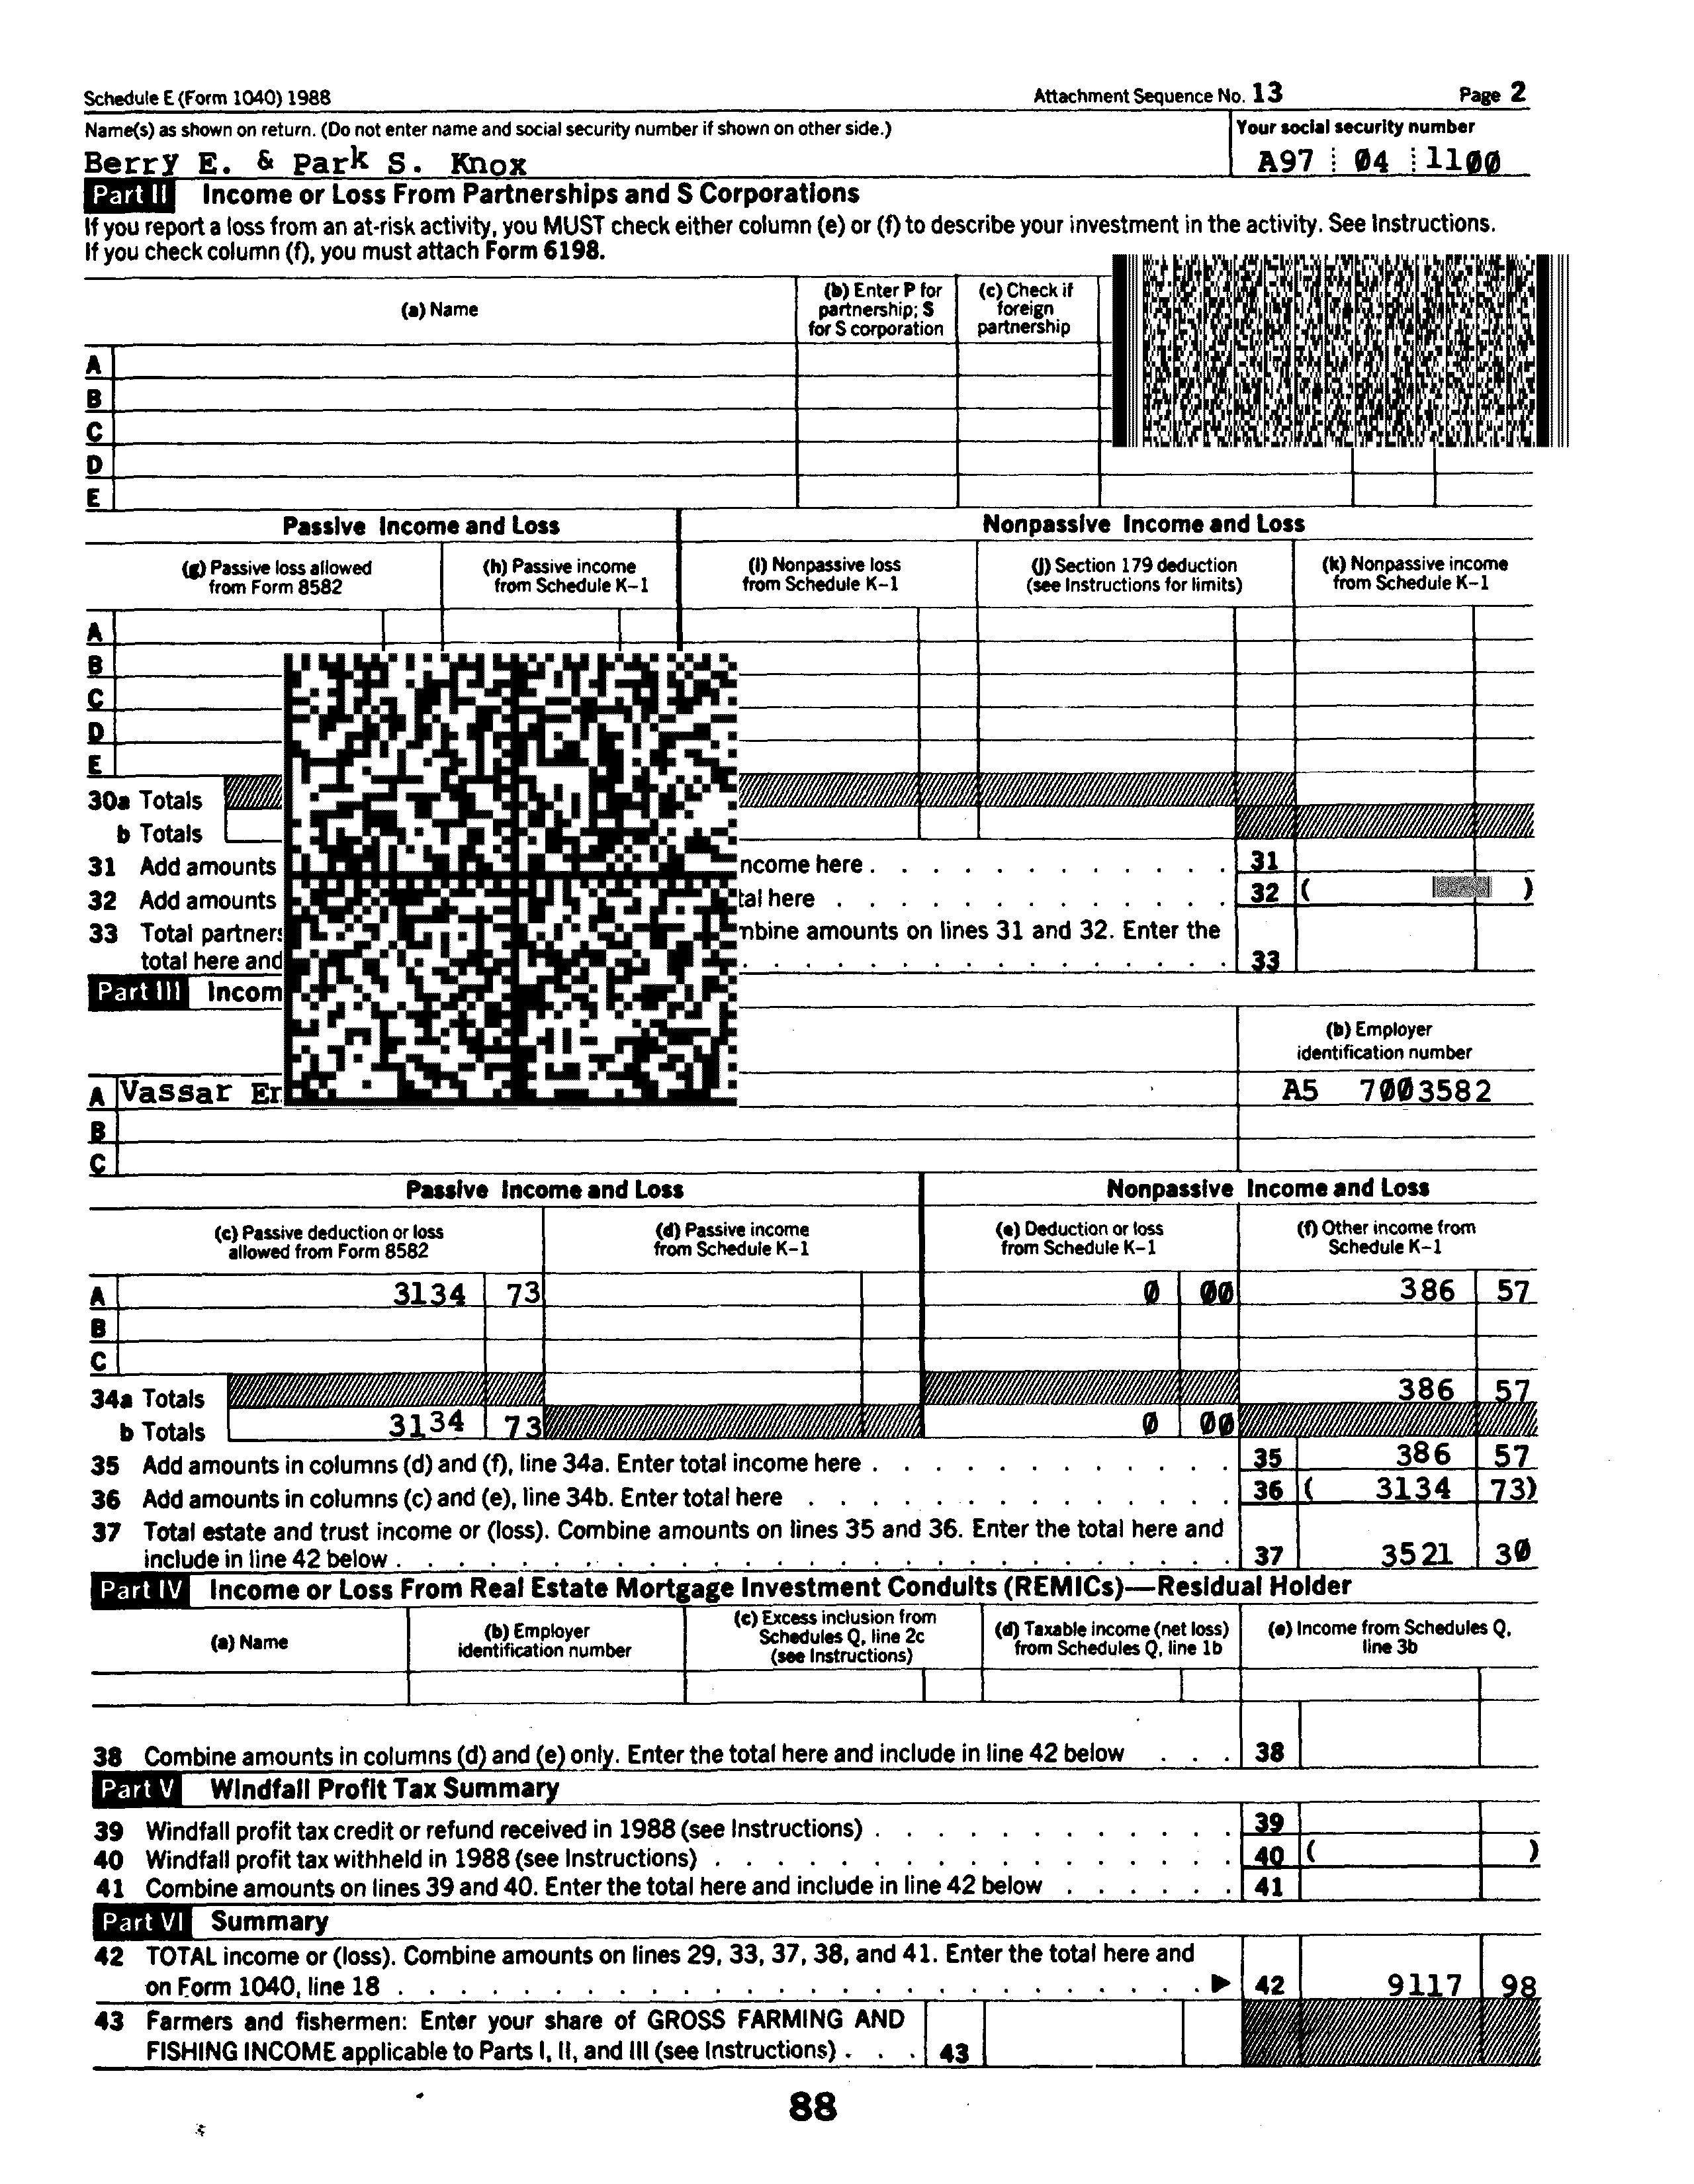 Schedule E (Form 1040) 1988 Attachment Sequence No. 13 Page 2
Name(s) as shown on return. (Do not enter name and social security number if shown on other side.) Your social security number
Berry E. & Park S. Knox A97 04 1100
Part II Income or Loss From Partnerships and S Corporations
If you report a loss from an at-risk activity, you MUST check either column (e) or (f) to describe your investment in the activity. See Instructions.
If you check column (f), you must attach Form 6198.
(a) Name (b) Enter P for partnership; S for S corporation (c) Check if foreign partnership
A
B
C
D
E
Passive Income and Loss Nonpassive Income and Loss
(g) Passive loss allowed from Form 8582 (h) Passive income from Schedule K-1 (i) Nonpassive loss from Schedule K-1 (j) Section 179 deduction (see Instructions for limits) (k) Nonpassive income from Schedule K-1
A
B
C
D
E
30a Totals
b Totals
31 Add amounts ncome here . 31
32 Add amounts tal here 32 ( )
33 Total partners mbine amounts on lines 31 and 32. Enter the
total here and 33
Part III Incom
(b) Employer identification number
A Vassar A5 7003582
B
C
Passive Income and Loss Nonpassive Income and Loss
(c) Passive deduction or loss allowed from Form 8582 (d) Passive income from Schedule K-1 (e) Deduction or loss from Schedule K-1 (f) Other income from Schedule K-1
A 3134 73 0 00 386 57
B
C
34a Totals 386 57
b Totals 3134 73 0 00
35 Add amounts in columns (d) and (f), line 34a. Enter total income here . 35 386 57
36 Add amounts in columns (c) and (e), line 34b. Enter total here 36 ( 3134 73)
37 Total estate and trust income or (loss). Combine amounts on lines 35 and 36. Enter the total here and
include in line 42 below . 37 3521 30
Part IV Income or Loss From Real Estate Mortgage Investment Conduits (REMICs)—Residual Holder
(a) Name (b) Employer identification number (c) Excess inclusion from Schedules Q, line 2c (see Instructions) (d) Taxable income (net loss) from Schedules Q, line 1b (e) Income from Schedules Q, line 3b
38 Combine amounts in columns (d) and (e) only. Enter the total here and include in line 42 below 38
Part V Windfall Profit Tax Summary
39 Windfall profit tax credit or refund received in 1988 (see Instructions) . 39
40 Windfall profit tax withheld in 1988 (see Instructions) . 40 ( )
41 Combine amounts on lines 39 and 40. Enter the total here and include in line 42 below 41
Part VI Summary
42 TOTAL income or (loss). Combine amounts on lines 29, 33, 37, 38, and 41. Enter the total here and
on Form 1040, line 18 . 42 9117 98
43 Farmers and fishermen: Enter your share of GROSS FARMING AND
FISHING INCOME applicable to Parts I, II, and III (see Instructions) . 43
88